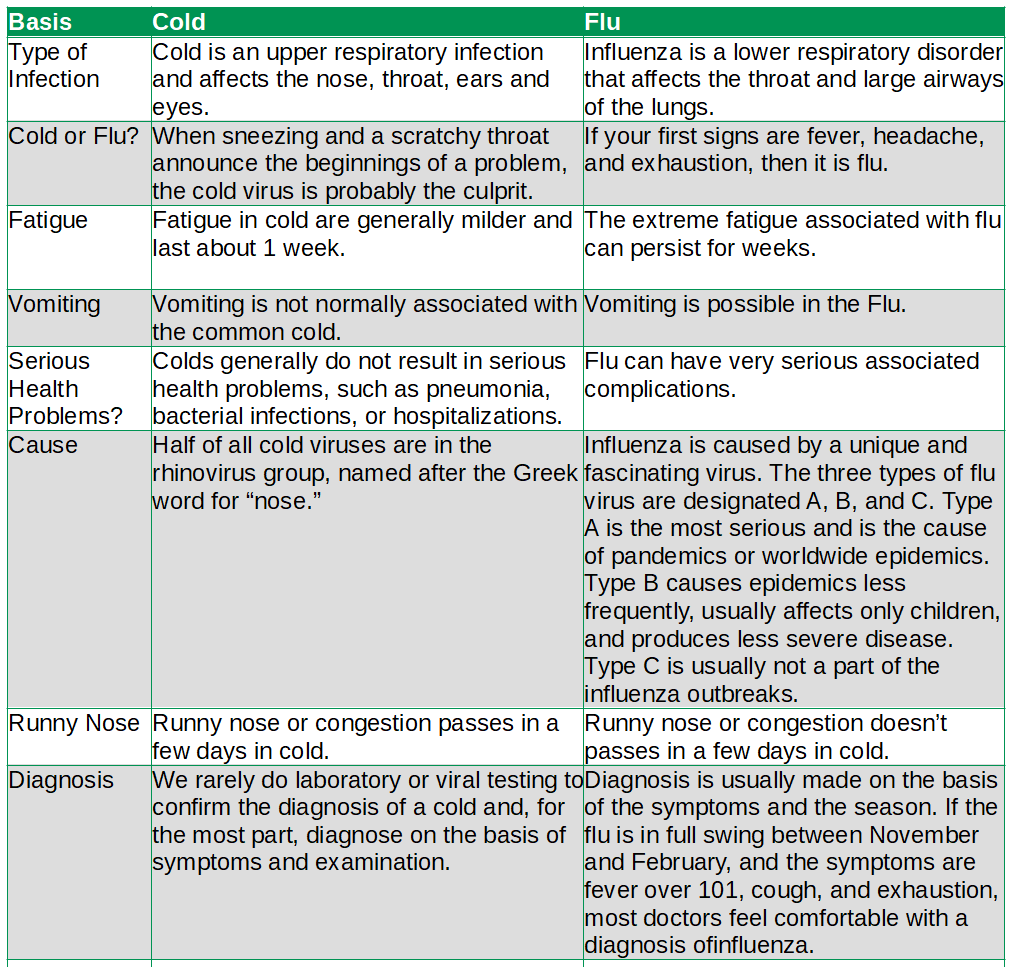 Basis Cold Flu
Type of
Infection
Cold is an upper respiratory infection
and affects the nose, throat, ears and
eyes.
Influenza is a lower respiratory disorder
that affects the throat and large airways
of the lungs.
Cold or Flu?
When sneezing and a scratchy throat
announce the beginnings of a problem,
the cold virus is probably the culprit.
If your first signs are fever, headache,
and exhaustion, then it is flu.
Fatigue
Fatigue in cold are generally milder and
last about 1 week.
The extreme fatigue associated with flu
can persist for weeks.
Vomiting
Vomiting is not normally associated with
the common cold.
Vomiting is possible in the Flu.
Serious
Health
Problems?
Colds generally do not result in serious
health problems, such as pneumonia,
bacterial infections, or hospitalizations.
Flu can have very serious associated
complications.
Cause
Half of all cold viruses are in the
rhinovirus group, named after the Greek
word for “nose.”
Influenza is caused by a unique and
fascinating virus. The three types of flu
virus are designated A, B, and C. Type
A is the most serious and is the cause
of pandemics or worldwide epidemics.
Type B causes epidemics less
frequently, usually affects only children,
and produces less severe disease.
Type C is usually not a part of the
influenza outbreaks.
Runny Nose
Runny nose or congestion passes in a
few days in cold.
Runny nose or congestion doesn’t
passes in a few days in cold.
Diagnosis
We rarely do laboratory or viral testing to
confirm the diagnosis of a cold and, for
the most part, diagnose on the basis of
symptoms and examination.
Diagnosis is usually made on the basis
of the symptoms and the season. If the
flu is in full swing between November
and February, and the symptoms are
fever over 101, cough, and exhaustion,
most doctors feel comfortable with a
diagnosis ofinfluenza.